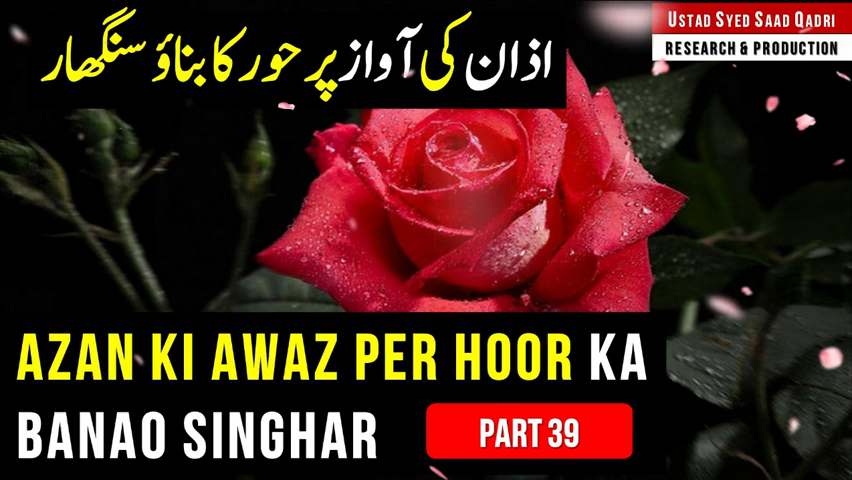 اذان کی آواز پر حور کا بناؤ سنگھار
USTAD SYED SAAD QADRI
RESEARCH & PRODUCTION
AZAN KI AWAZ PER HOOR KA
BANAO SINGHAR
PART 39